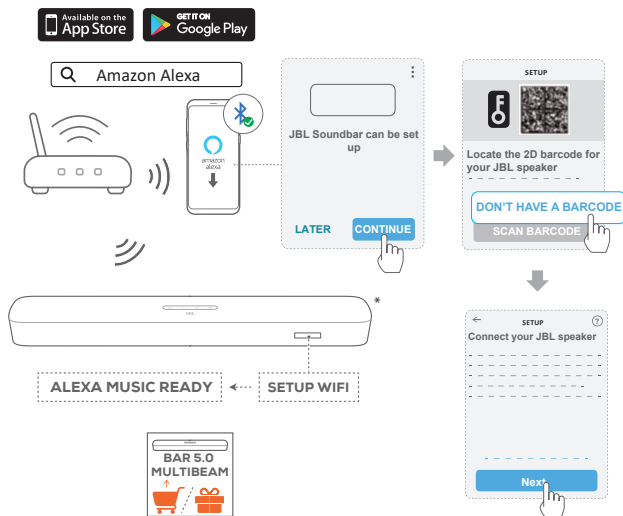 Available on the
App Store
GET IT ON
Google Play
Amazon Alexa
amazon
alexa
JBL Soundbar can be set
up
LATER
CONTINUE
SETUP
Locate the 2D barcode for
your JBL speaker
DON'T HAVE A BARCODE
SCAN BARCODE
SETUP
?
Connect your JBL speaker
Next
JBL
*
ALEXA MUSIC READY
SETUP WIFI
BAR 5.0
MULTIBEAM